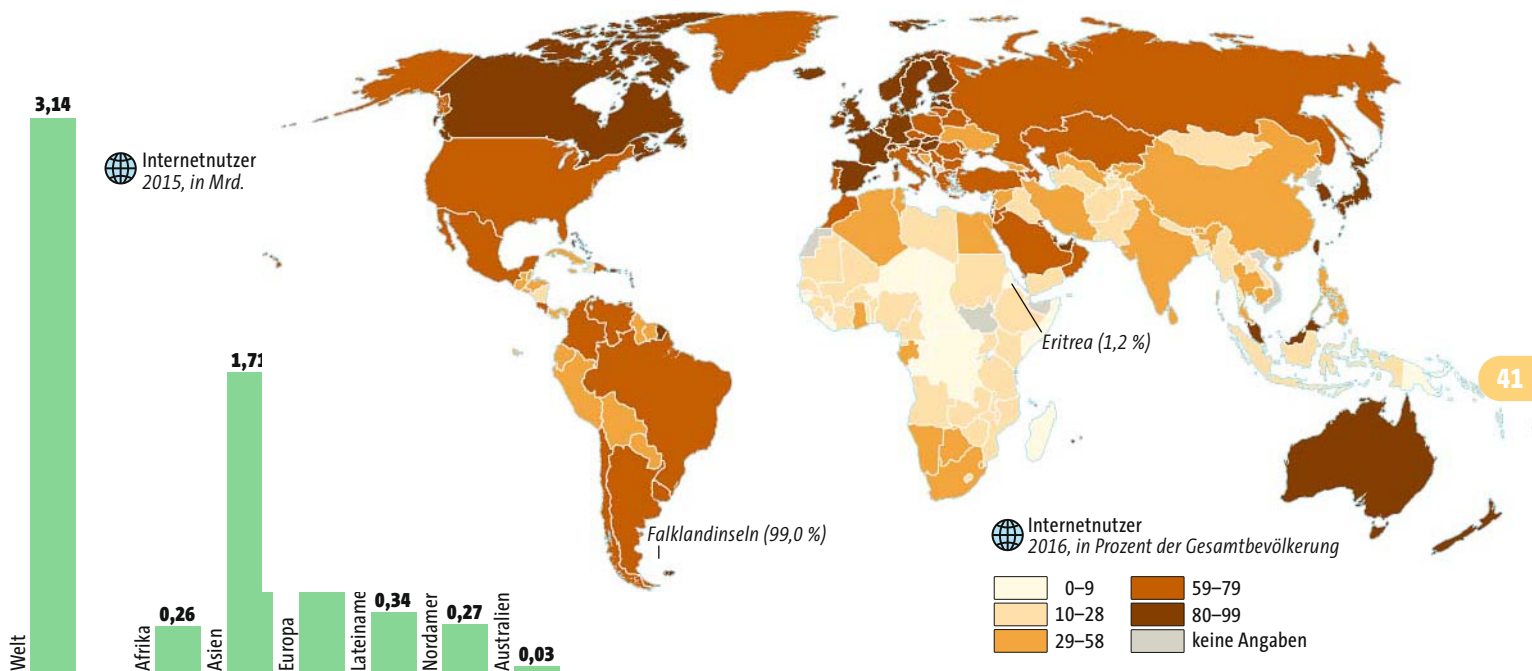 3,14
Internetnutzer
2015, in Mrd.
1,71
0,26
0,34
0,27
0,03
Welt
Afrika
Asien
Europa
Lateiname
Nordamer
Australien
Eritrea (1,2 %)
Falklandinseln (99,0 %)
41
Internetnutzer
2016, in Prozent der Gesamtbevölkerung
0–9
10–28
29–58
59–79
80–99
keine Angaben